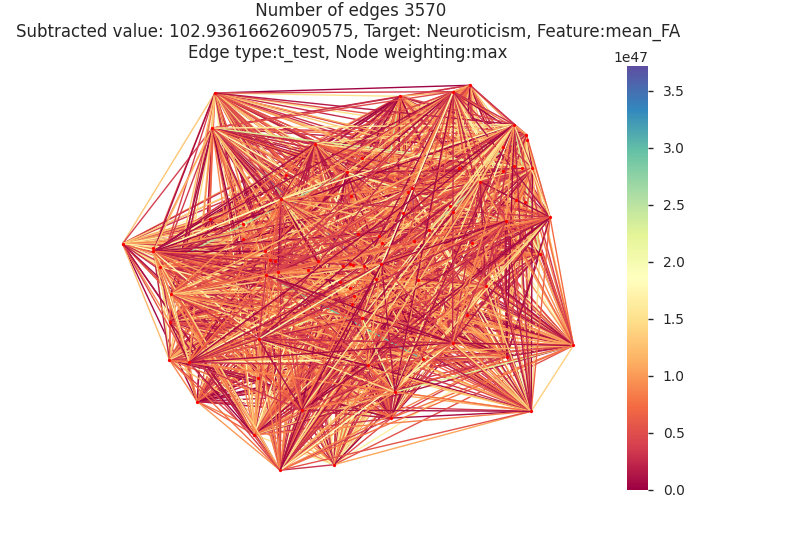 Number of edges 3570
Subtracted value: 102.93616626090575, Target: Neuroticism, Feature:mean_FA
Edge type:t_test, Node weighting:max
1e47
3.5
3.0
2.5
2.0
1.5
1.0
0.5
0.0